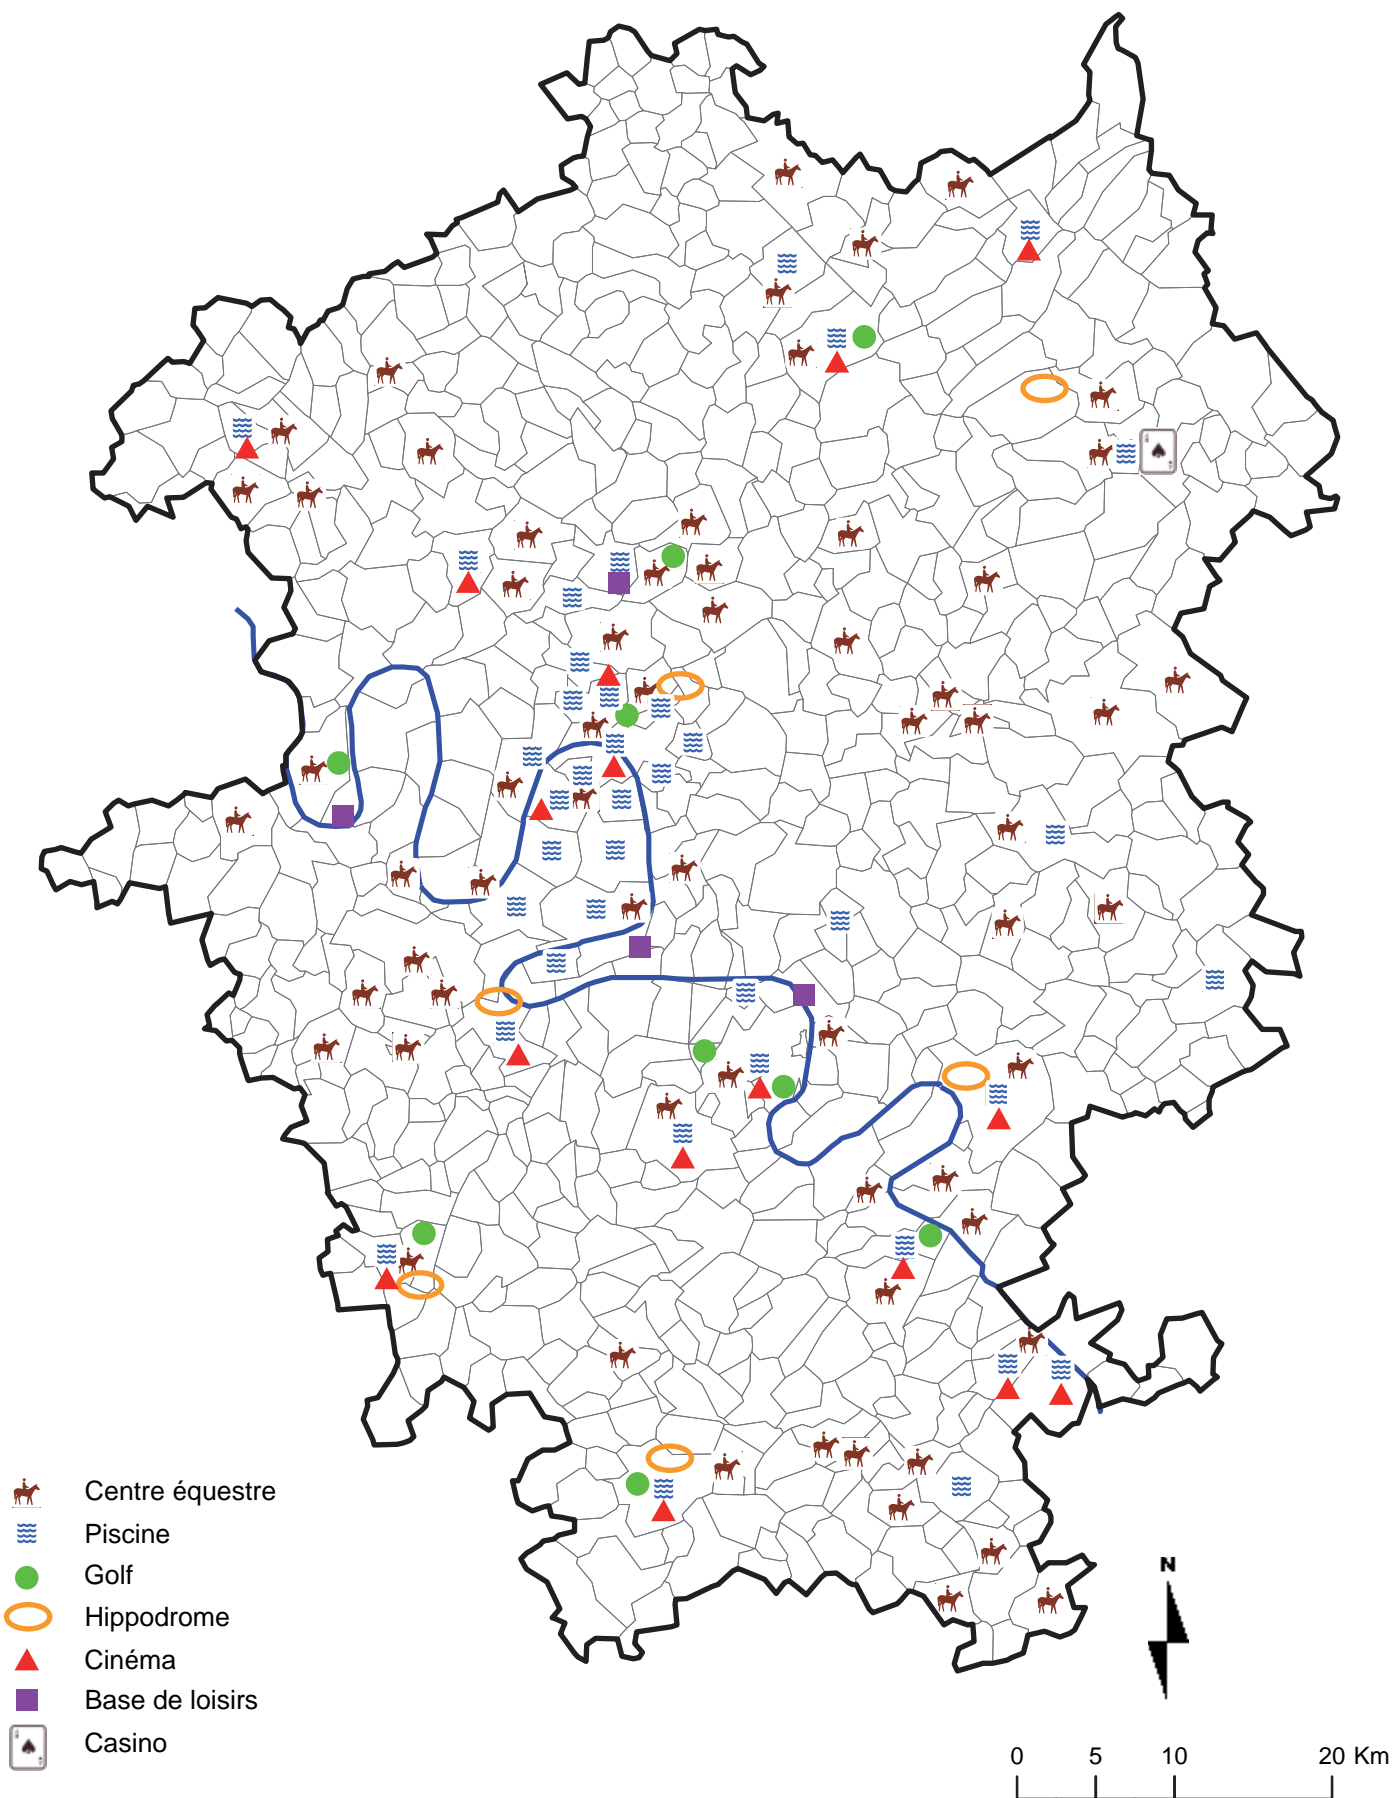 Centre équestre
Piscine
Golf
Hippodrome
Cinéma
Base de loisirs
Casino
N
0 5 10 20 Km